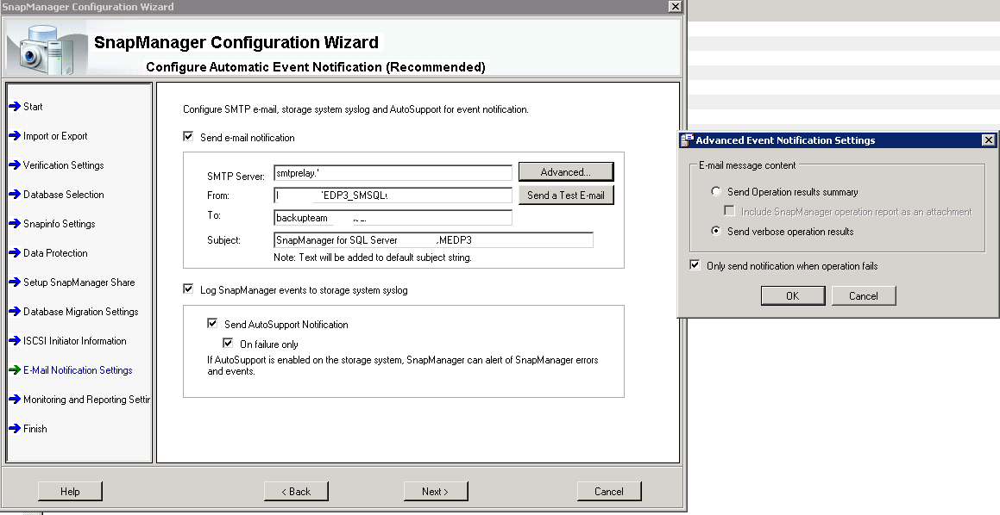 SnapManager Configuration Wizard
SnapManager Configuration Wizard
Configure Automatic Event Notification (Recommended)
Start
Import or Export
Verification Settings
Database Selection
Snapinfo Settings
Data Protection
Setup SnapManager Share
Database Migration Settings
ISCSI Initiator Information
E-Mail Notification Settings
Monitoring and Reporting Settin
Finish
Configure SMTP e-mail, storage system syslog and AutoSupport for event notification.
Send e-mail notification
SMTP Server: smtprelay.
Advanced...
From: EDP3_SMSQL
Send a Test E-mail
To: backupteam
Subject: SnapManager for SQL Server MEDP3
Note: Text will be added to default subject string.
Log SnapManager events to storage system syslog
Send AutoSupport Notification
On failure only
If AutoSupport is enabled on the storage system, SnapManager can alert of SnapManager errors
and events.
Help
< Back
Next >
Cancel
Advanced Event Notification Settings
E-mail message content
Send Operation results summary
Include SnapManager operation report as an attachment
Send verbose operation results
Only send notification when operation fails
OK
Cancel